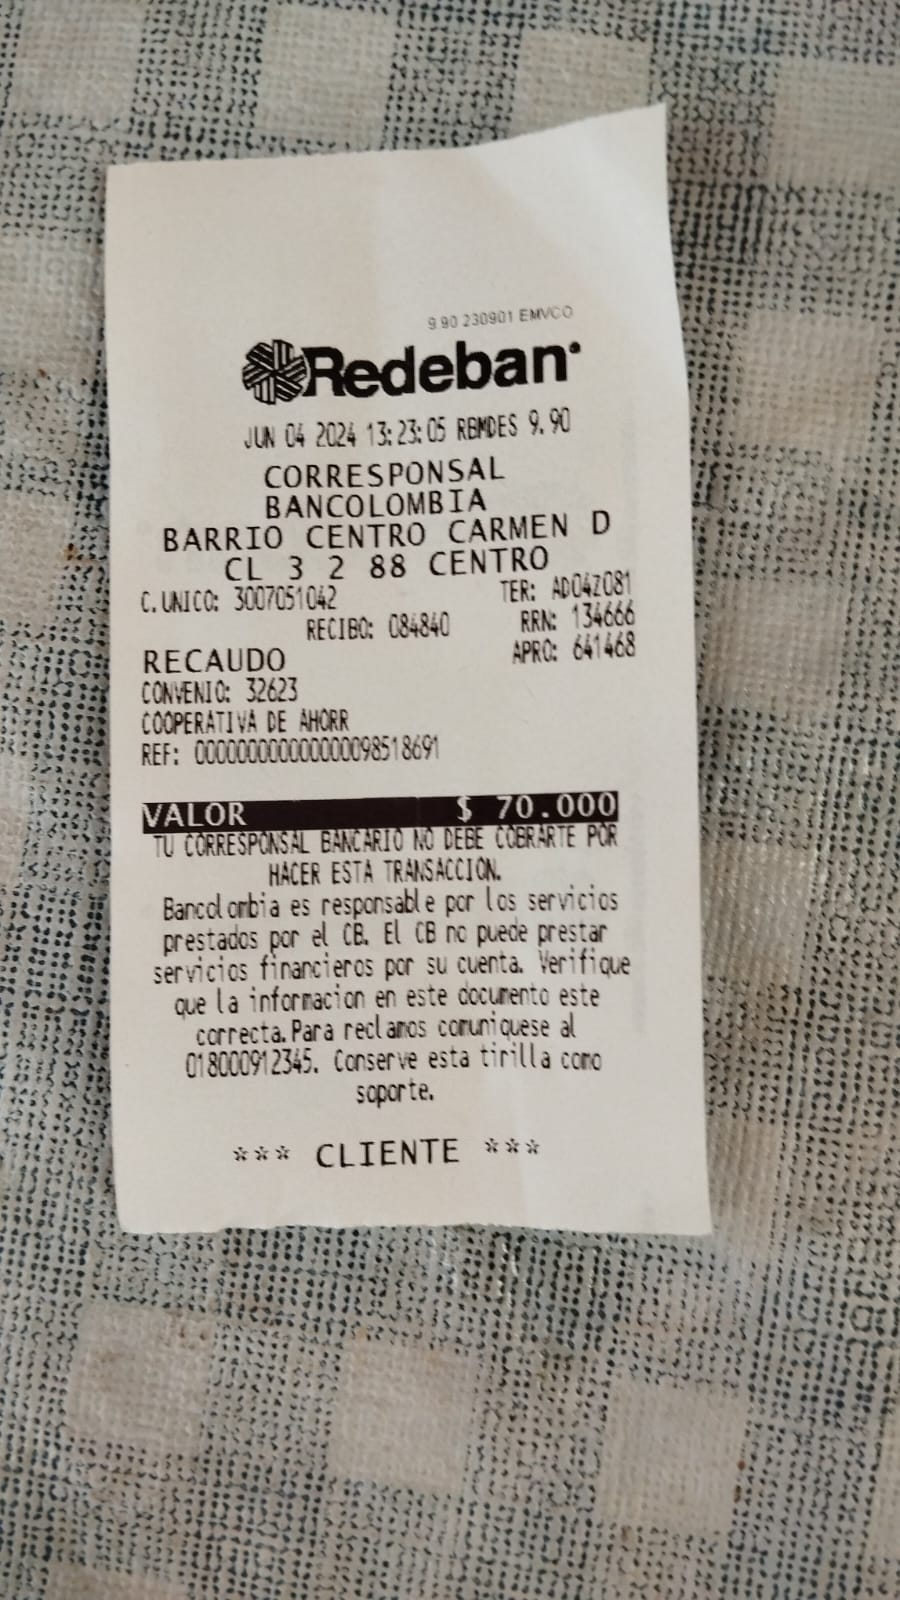 9.90 230901 EMVCO
Redeban
JUN 04 2024 13:23:05 RBMDES 9.90
CORRESPONSAL
BANCOLOMBIA
BARRIO CENTRO CARMEN D
CL 3 2 88 CENTRO
C.UNICO: 3007051042 TER: AD04Z081
RECIBO: 084840 RRN: 134666
RECAUDO APRO: 641468
CONVENIO: 32623
COOPERATIVA DE AHORR
REF: 000000000000000098518691
VALOR $ 70.000
TU CORRESPONSAL BANCARIO NO DEBE COBRARTE POR
HACER ESTA TRANSACCION.
Bancolombia es responsable por los servicios
prestados por el CB. El CB no puede prestar
servicios financieros por su cuenta. Verifique
que la informacion en este documento este
correcta.Para reclamos comuniquese al
018000912345. Conserve esta tirilla como
soporte.
*** CLIENTE ***